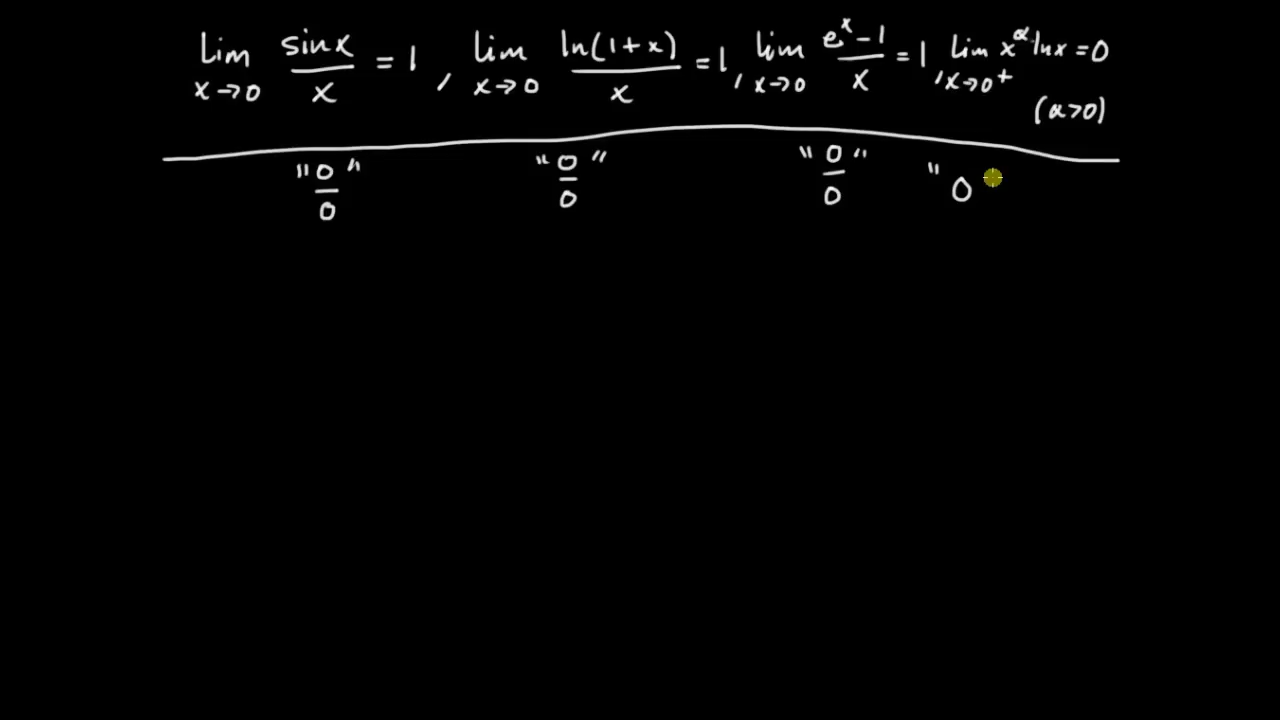 lim x→0 sinx/x = 1, lim x→0 ln(1+x)/x = 1, lim x→0 e^x-1/x = 1, lim x→0+ x^α·lnx = 0
(α>0)
"0/0" "0/0" "0/0" "0